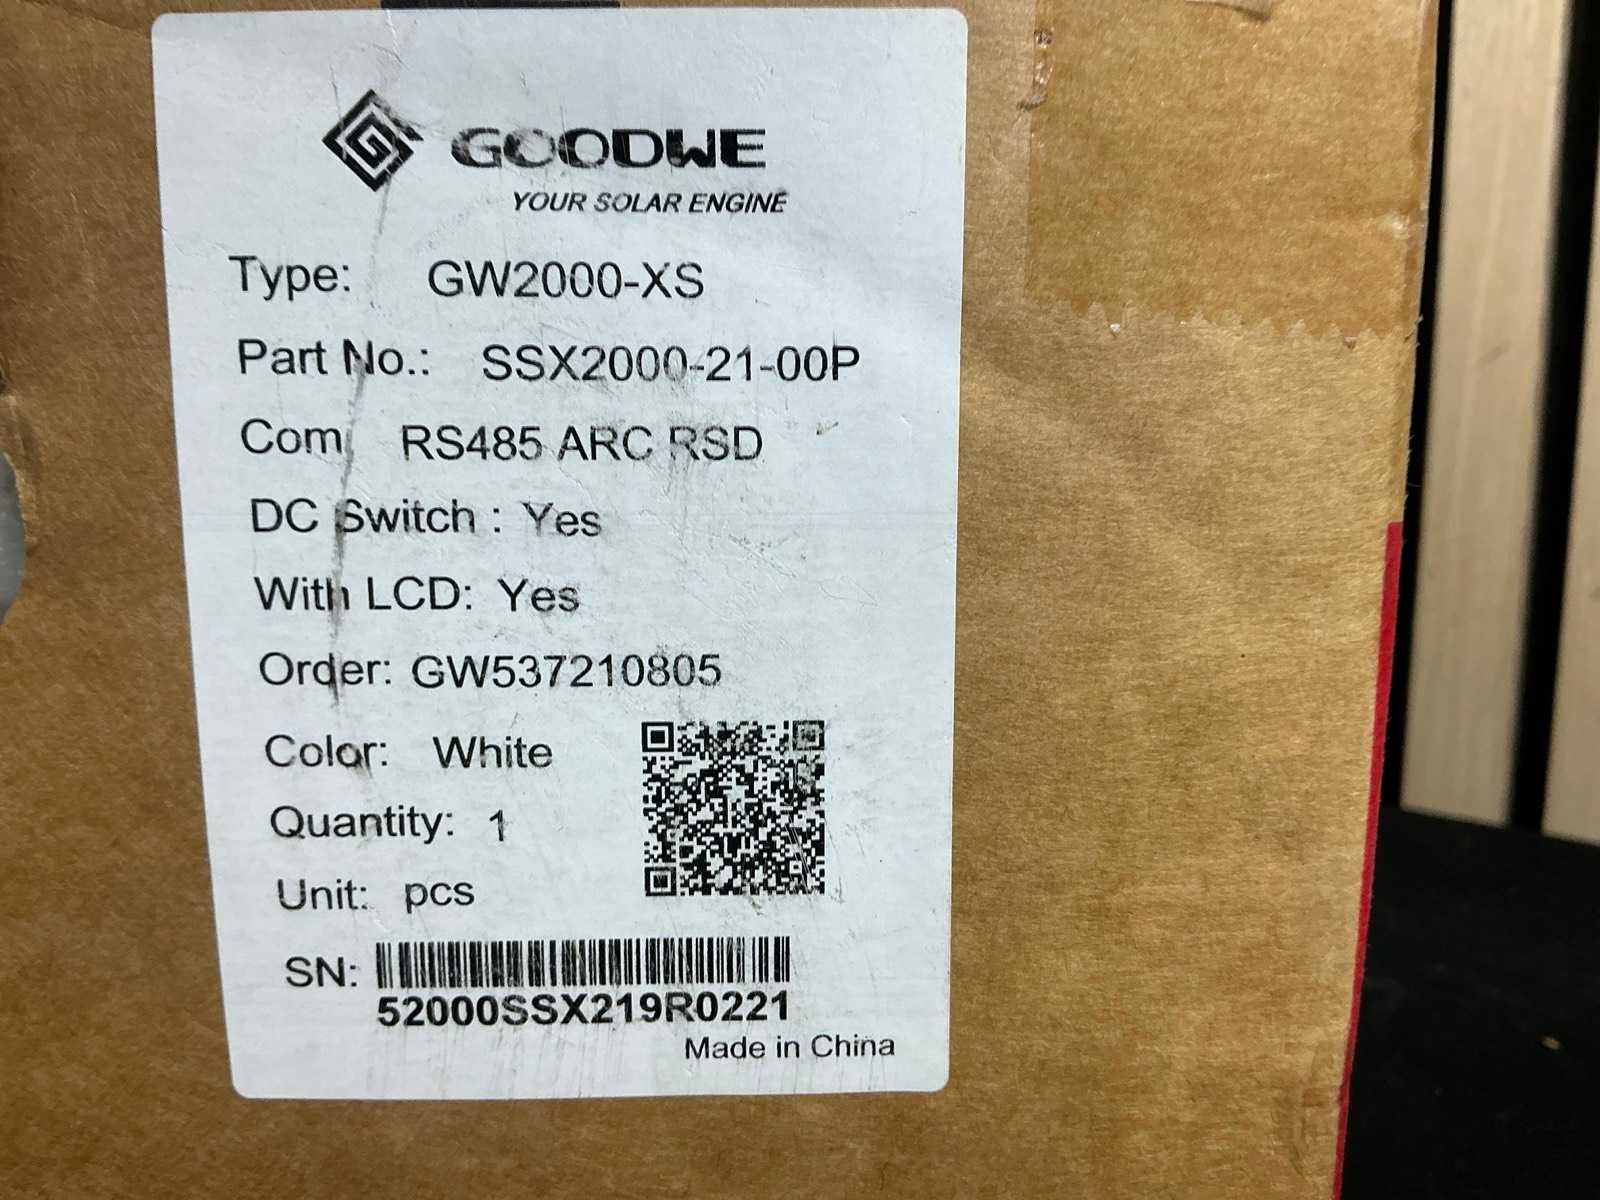 GOODWE
YOUR SOLAR ENGINE
Type: GW2000-XS
Part No.: SSX2000-21-00P
Com: RS485 ARC RSD
DC Switch : Yes
With LCD: Yes
Order: GW537210805
Color: White
Quantity: 1
Unit: pcs
SN:
52000SSX219R0221
Made in China